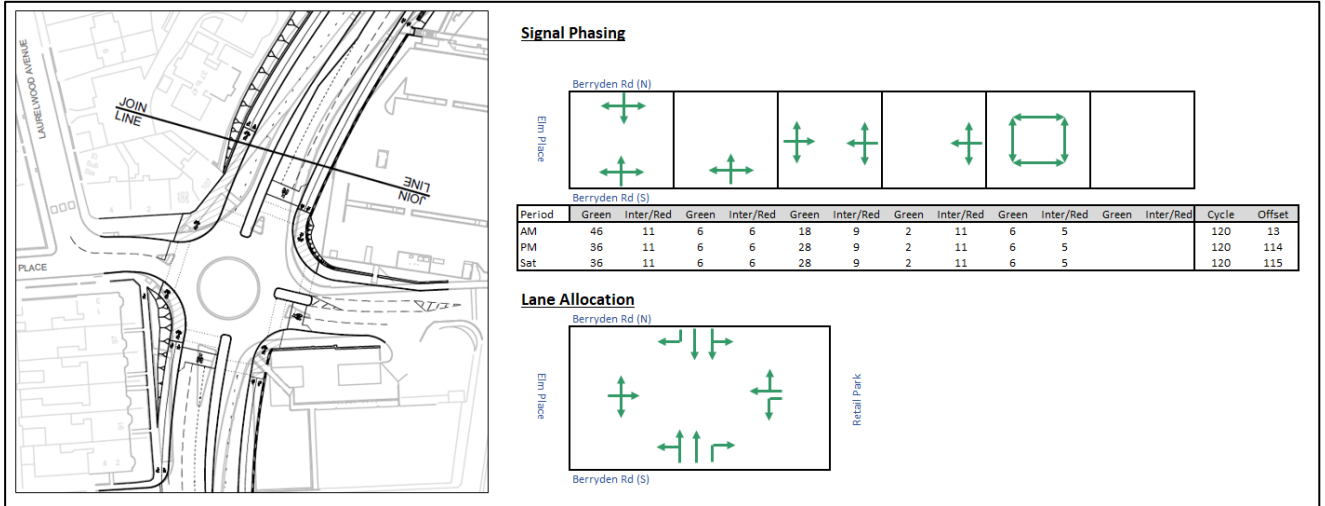 LAURELWOOD AVENUE
JOIN
LINE
LINE
JOIN
PLACE
Signal Phasing
Berryden Rd (N)
Elm Place
Berryden Rd (S)
Period Green Inter/Red Green Inter/Red Green Inter/Red Green Inter/Red Green Inter/Red Green Inter/Red Cycle Offset
AM 46 11 6 6 18 9 2 11 6 5 120 13
PM 36 11 6 6 28 9 2 11 6 5 120 114
Sat 36 11 6 6 28 9 2 11 6 5 120 115
Lane Allocation
Berryden Rd (N)
Elm Place
Retail Park
Berryden Rd (S)